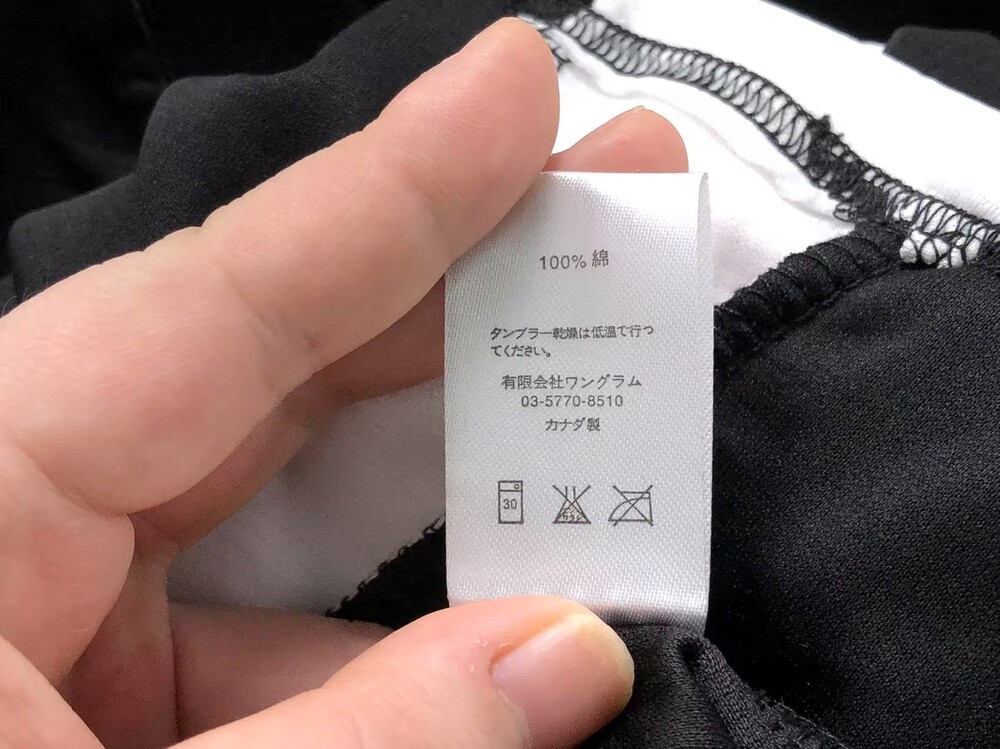 100% 綿
タンブラー乾燥は低温で行っ
てください。
有限会社ワングラム
03-5770-8510
カナダ製
30